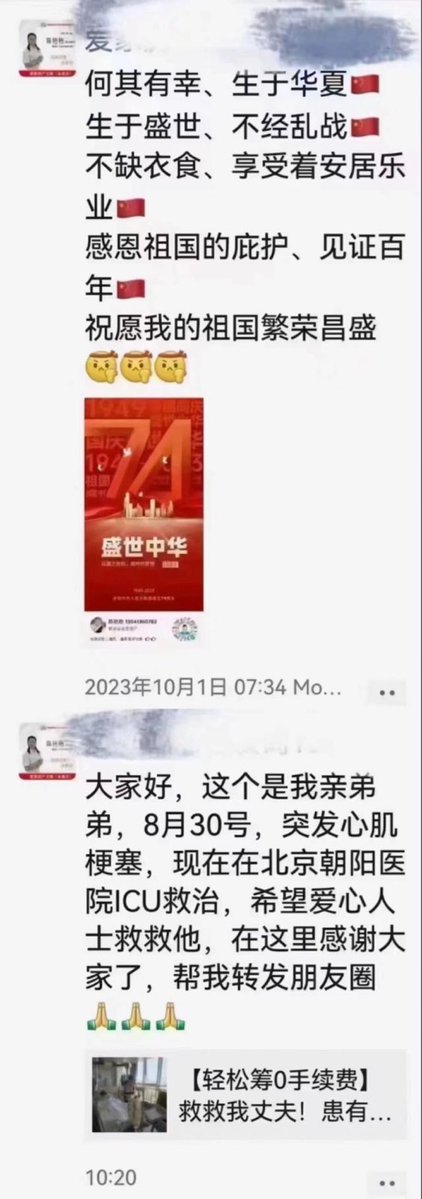 爱家
何其有幸、生于华夏🇨🇳
生于盛世、不经乱战🇨🇳
不缺衣食、享受着安居乐
业🇨🇳
感恩祖国的庇护、见证百
年🇨🇳
祝愿我的祖国繁荣昌盛
1949
74
盛世中华
2023年10月1日 07:34 Mo...
大家好，这个是我亲弟
弟，8月30号，突发心肌
梗塞，现在在北京朝阳医
院ICU救治，希望爱心人
士救救他，在这里感谢大
家了，帮我转发朋友圈
🙏🙏🙏
【轻松筹0手续费】
救救我丈夫！患有...
10:20